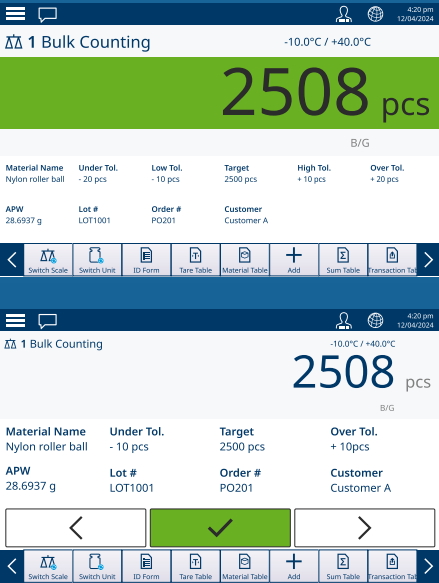 4:20 pm
12/04/2024
1 Bulk Counting
-10.0°C / +40.0°C
2508 pcs
B/G
Material Name Under Tol. Low Tol. Target High Tol. Over Tol.
Nylon roller ball - 20 pcs - 10 pcs 2500 pcs + 10 pcs + 20 pcs
APW Lot # Order # Customer
28.6937 g LOT1001 PO201 Customer A
Switch Scale Switch Unit ID Form Tare Table Material Table Add Sum Table Transaction Tab
4:20 pm
12/04/2024
1 Bulk Counting
-10.0°C / +40.0°C
2508 pcs
B/G
Material Name Under Tol. Target Over Tol.
Nylon roller ball - 10 pcs 2500 pcs + 10pcs
APW Lot # Order # Customer
28.6937 g LOT1001 PO201 Customer A
Switch Scale Switch Unit ID Form Tare Table Material Table Add Sum Table Transaction Tab